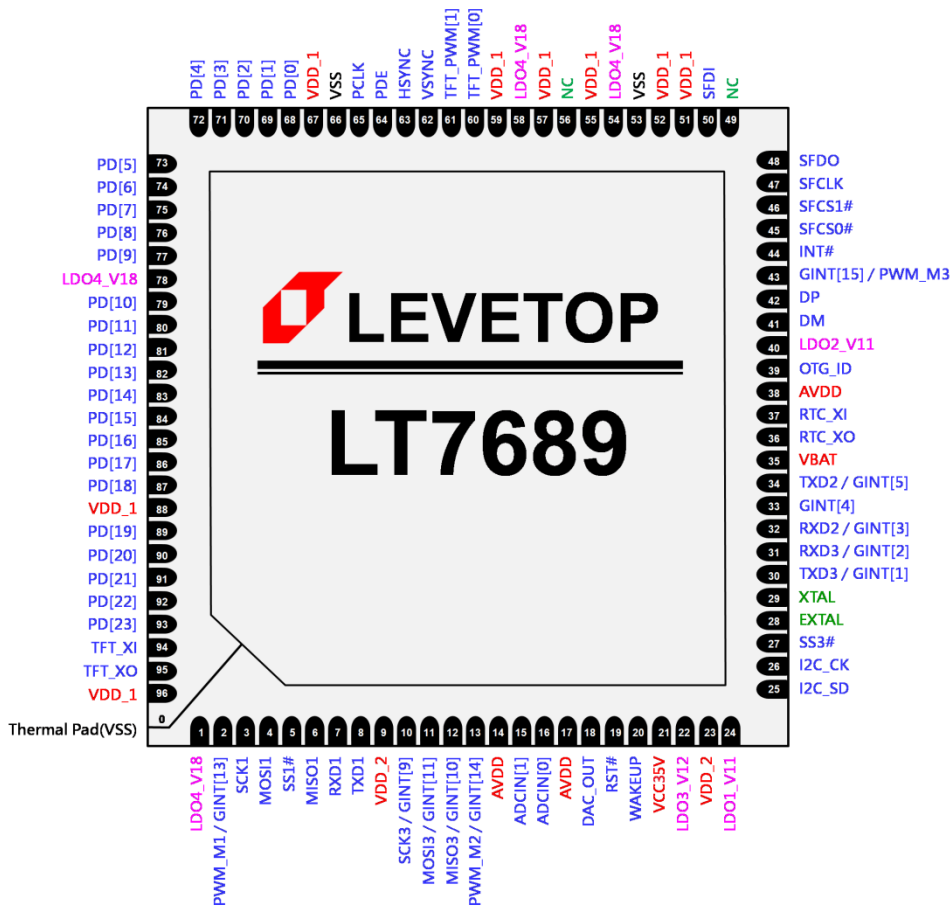 PD[4]
PD[3]
PD[2]
PD[1]
PD[0]
VDD_1
VSS
PCLK
PDE
HSYNC
VSYNC
TFT_PWM[1]
TFT_PWM[0]
VDD_1
LDO4_V18
VDD_1
NC
VDD_1
LDO4_V18
VSS
VDD_1
VDD_1
SFDI
NC
72 71 70 69 68 67 66 65 64 63 62 61 60 59 58 57 56 55 54 53 52 51 50 49
PD[5] 73
PD[6] 74
PD[7] 75
PD[8] 76
PD[9] 77
LDO4_V18 78
PD[10] 79
PD[11] 80
PD[12] 81
PD[13] 82
PD[14] 83
PD[15] 84
PD[16] 85
PD[17] 86
PD[18] 87
VDD_1 88
PD[19] 89
PD[20] 90
PD[21] 91
PD[22] 92
PD[23] 93
TFT_XI 94
TFT_XO 95
VDD_1 96
Thermal Pad(VSS) 0
LEVETOP
LT7689
48 SFDO
47 SFCLK
46 SFCS1#
45 SFCS0#
44 INT#
43 GINT[15] / PWM_M3
42 DP
41 DM
40 LDO2_V11
39 OTG_ID
38 AVDD
37 RTC_XI
36 RTC_XO
35 VBAT
34 TXD2 / GINT[5]
33 GINT[4]
32 RXD2 / GINT[3]
31 RXD3 / GINT[2]
30 TXD3 / GINT[1]
29 XTAL
28 EXTAL
27 SS3#
26 I2C_CK
25 I2C_SD
1 2 3 4 5 6 7 8 9 10 11 12 13 14 15 16 17 18 19 20 21 22 23 24
LDO4_V18
PWM_M1 / GINT[13]
SCK1
MOSI1
SS1#
MISO1
RXD1
TXD1
VDD_2
SCK3 / GINT[9]
MOSI3 / GINT[11]
MISO3 / GINT[10]
PWM_M2 / GINT[14]
AVDD
ADCIN[1]
ADCIN[0]
AVDD
DAC_OUT
RST#
WAKEUP
VCC35V
LDO3_V12
VDD_2
LDO1_V11